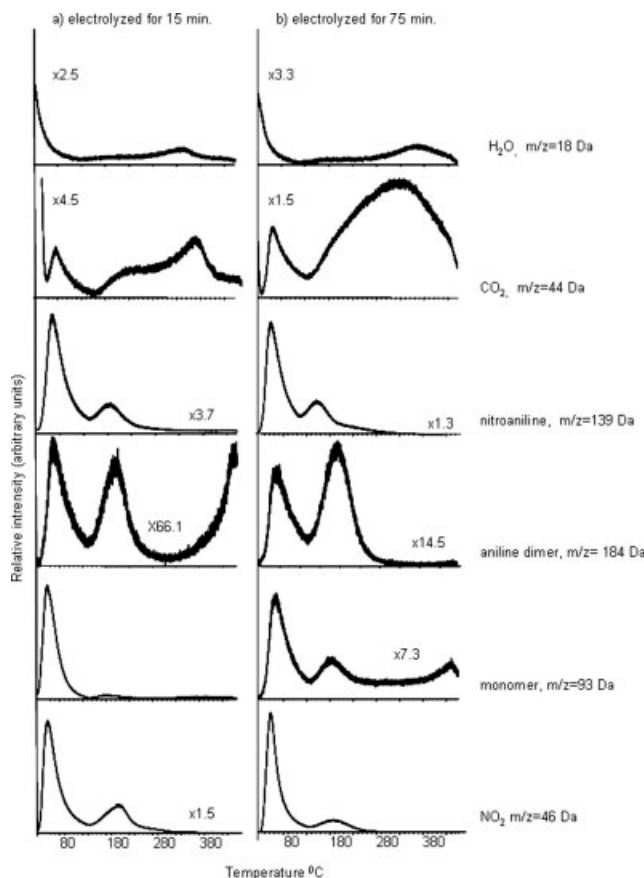 a) electrolyzed for 15 min. b) electrolyzed for 75 min.
x2.5 x3.3
H₂O, m/z=18 Da
x4.5 x1.5
CO₂, m/z=44 Da
x3.7 x1.3
nitroaniline, m/z=139 Da
X66.1 x14.5
aniline dimer, m/z= 184 Da
x7.3
monomer, m/z=93 Da
x1.5
NO₂ m/z=46 Da
80 180 280 380 80 180 280 380
Temperature ⁰C
Relative intrensity (arbitrary units)